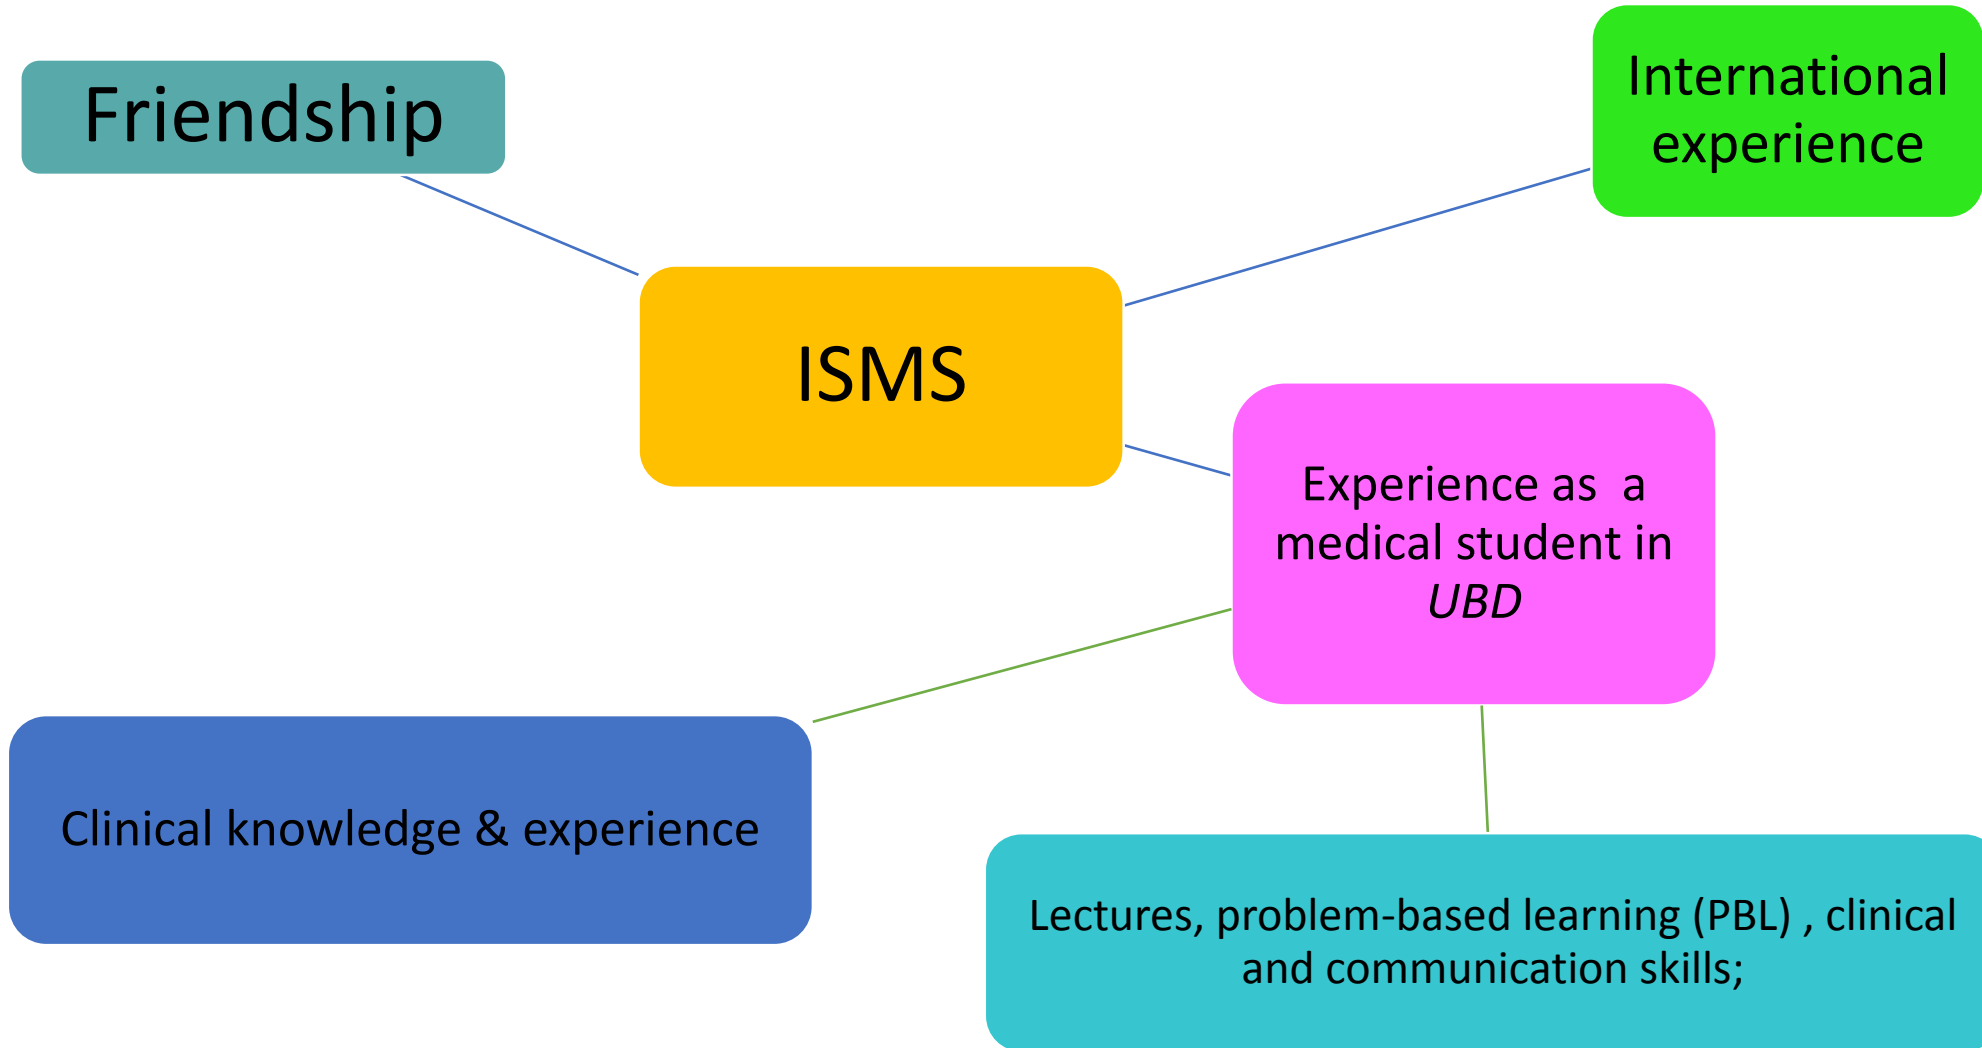 Friendship
International
experience
ISMS
Experience as  a
medical student in
UBD
Clinical knowledge & experience
Lectures, problem-based learning (PBL) , clinical
and communication skills;